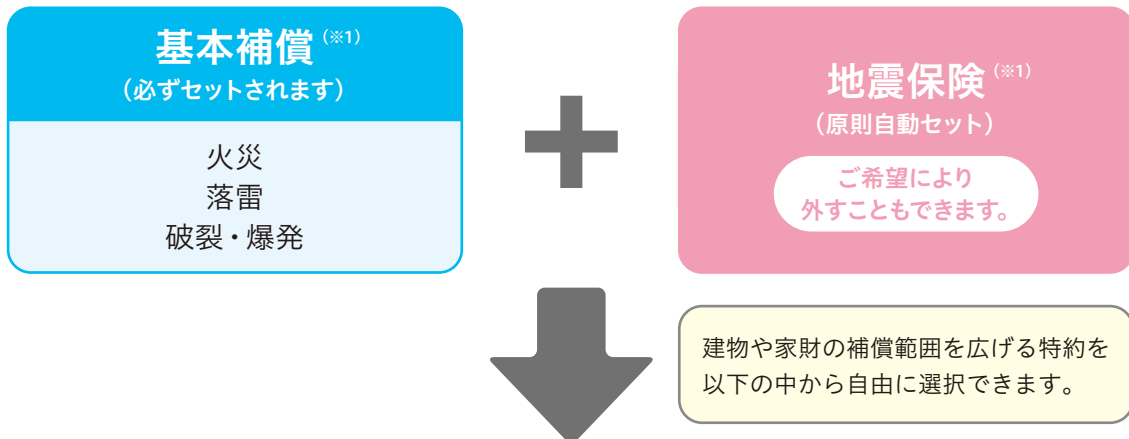 基本補償(※1)
(必ずセットされます)
火災
落雷
破裂・爆発
地震保険(※1)
(原則自動セット)
ご希望により
外すこともできます。
建物や家財の補償範囲を広げる特約を
以下の中から自由に選択できます。